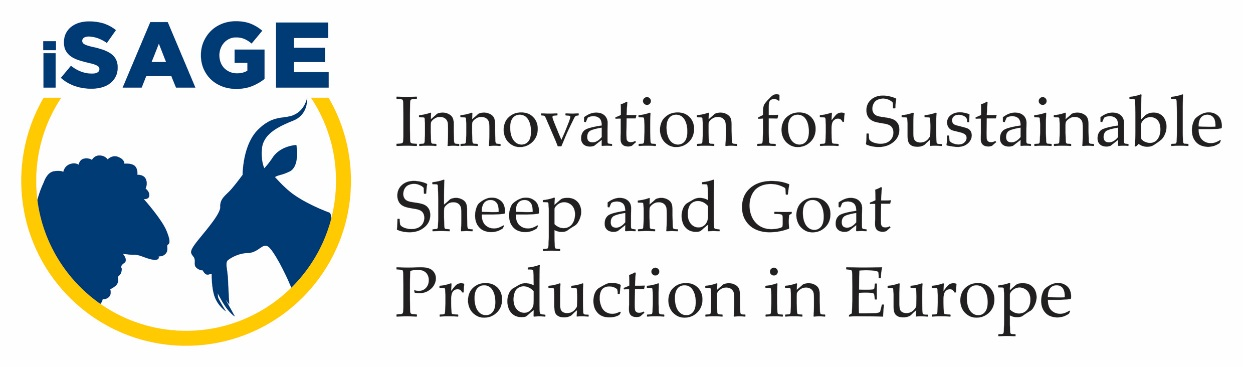 iSAGE
Innovation for Sustainable
Sheep and Goat
Production in Europe